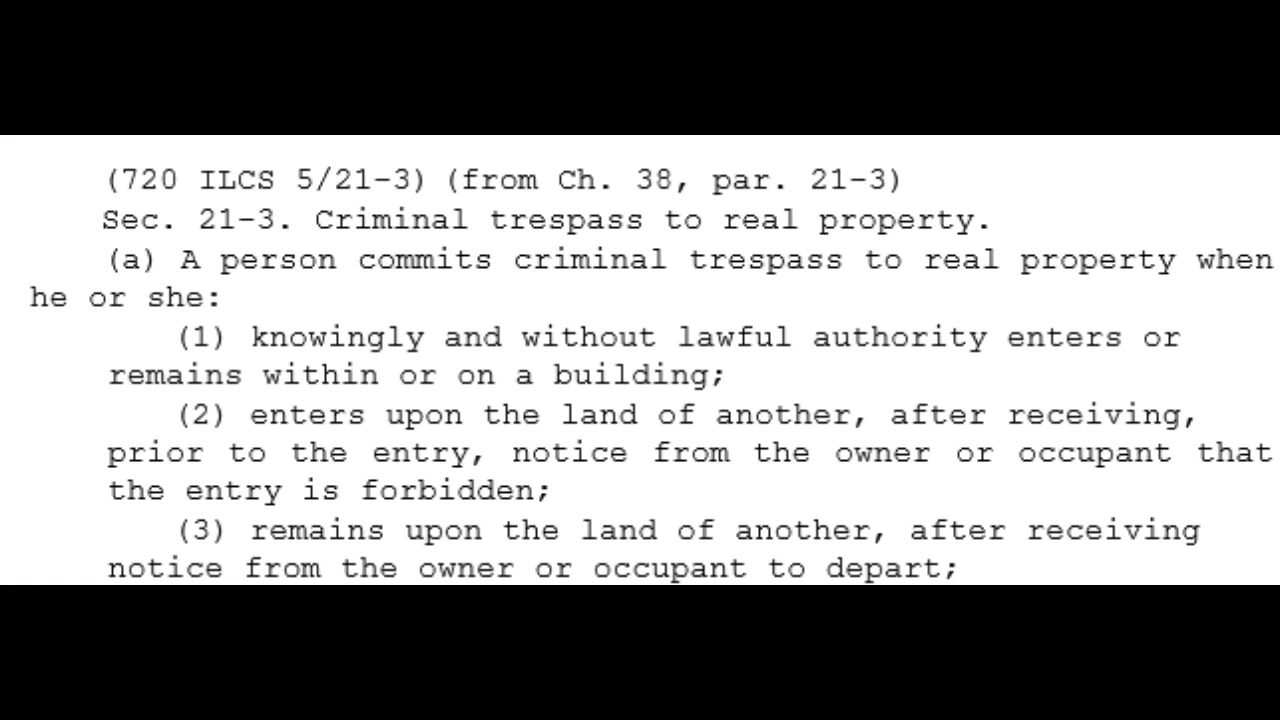 (720 ILCS 5/21-3) (from Ch. 38, par. 21-3)
Sec. 21-3. Criminal trespass to real property.
(a) A person commits criminal trespass to real property when
he or she:
(1) knowingly and without lawful authority enters or
remains within or on a building;
(2) enters upon the land of another, after receiving,
prior to the entry, notice from the owner or occupant that
the entry is forbidden;
(3) remains upon the land of another, after receiving
notice from the owner or occupant to depart;